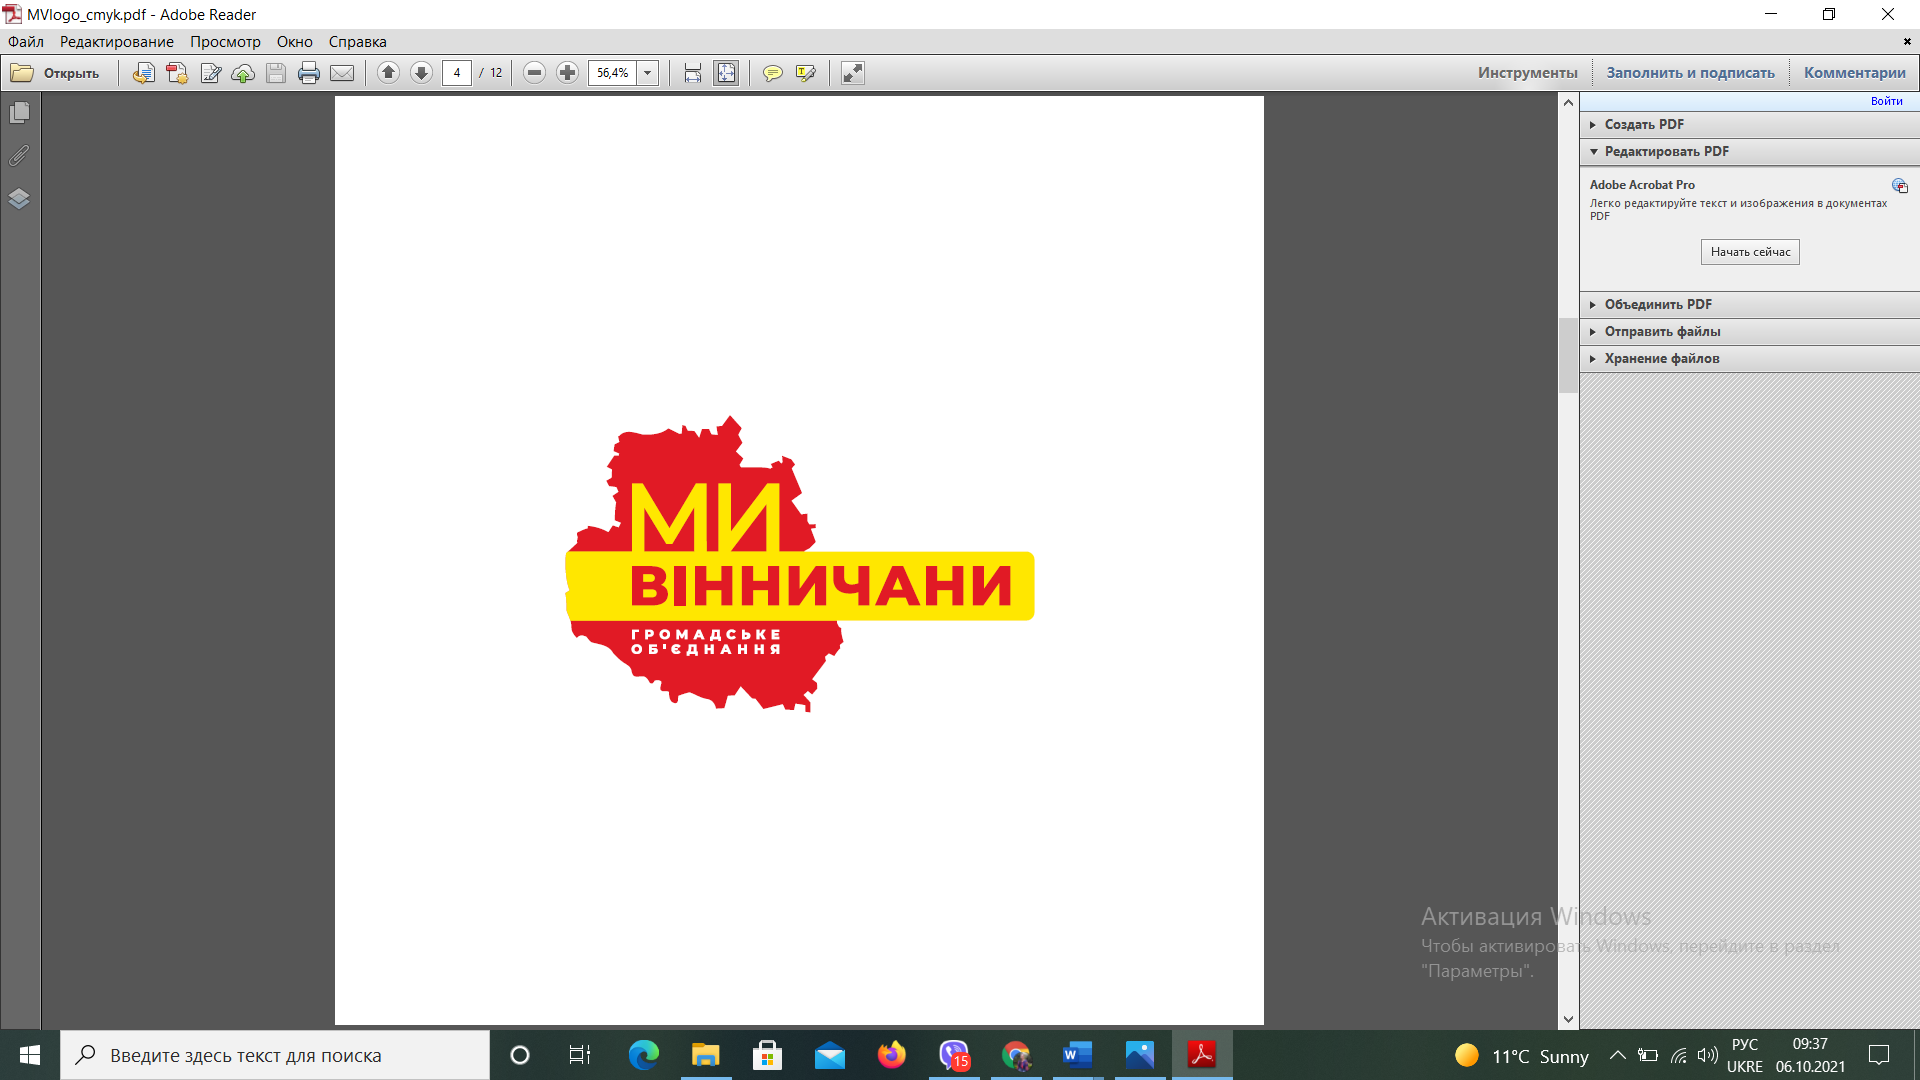 MVlogo_cmyk.pdf - Adobe Reader
Файл Редактирование Просмотр Окно Справка
Открыть 4 / 12 56,4% Инструменты Заполнить и подписать Комментарии
Войти
Создать PDF
Редактировать PDF
Adobe Acrobat Pro
Легко редактируйте текст и изображения в документах
PDF
Начать сейчас
Объединить PDF
Отправить файлы
Хранение файлов
МИ
ВІННИЧАНИ
ГРОМАДСЬКЕ
ОБ'ЄДНАННЯ
Активация Windows
Чтобы активировать Windows, перейдите в раздел
"Параметры".
Введите здесь текст для поиска
15
11°C Sunny
РУС
UKRE
09:37
06.10.2021